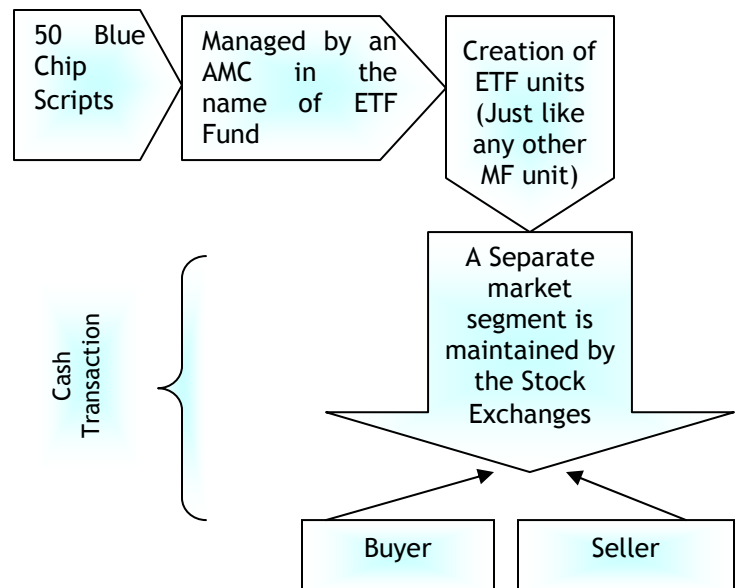 50 Blue
Chip
Scripts
Managed by an
AMC in the
name of ETF
Fund
Creation of
ETF units
(Just like
any other
MF unit)
A Separate
market
segment is
maintained by
the Stock
Exchanges
Cash
Transaction
Buyer
Seller